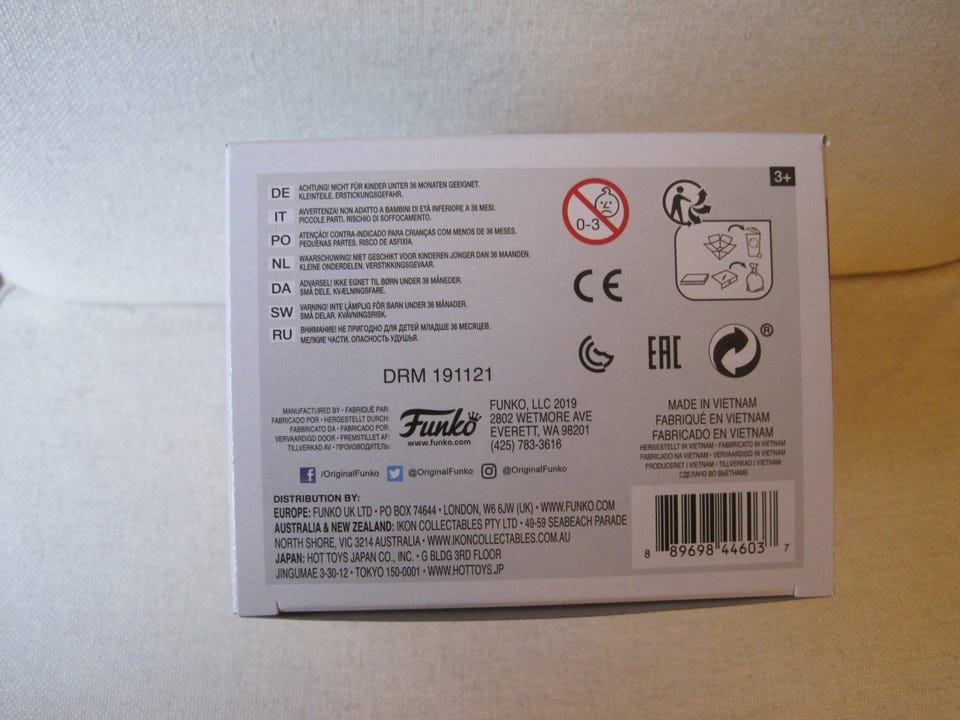 3+
DE ACHTUNG! NICHT FÜR KINDER UNTER 36 MONATEN GEEIGNET.
KLEINTEILE. ERSTICKUNGSGEFAHR.
IT AVVERTENZA! NON ADATTO A BAMBINI DI ETÀ INFERIORE A 36 MESI.
PICCOLE PARTI. RISCHIO DI SOFFOCAMENTO.
PO ATENÇÃO! CONTRA-INDICADO PARA CRIANÇAS COM MENOS DE 36 MESES.
PEQUENAS PARTES. RISCO DE ASFIXIA.
NL WAARSCHUWING! NIET GESCHIKT VOOR KINDEREN JONGER DAN 36 MAANDEN.
KLEINE ONDERDELEN. VERSTIKKINGSGEVAAR.
DA ADVARSEL! IKKE EGNET TIL BØRN UNDER 36 MÅNEDER.
SMÅ DELE. KVÆLNINGSFARE.
SW VARNING! INTE LÄMPLIG FÖR BARN UNDER 36 MÅNADER.
SMÅ DELAR. KVÄVNINGSRISK.
RU ВНИМАНИЕ! НЕ ПРИГОДНО ДЛЯ ДЕТЕЙ МЛАДШЕ 36 МЕСЯЦЕВ.
МЕЛКИЕ ЧАСТИ. ОПАСНОСТЬ УДУШЬЯ.
0-3
CE
EAC
®
DRM 191121
MANUFACTURED BY • FABRIQUÉ PAR:
FABRICADO POR • HERGESTELLT DURCH:
FABBRICATO DA • FABRICADO POR:
VERVAARDIGD DOOR • FREMSTILLET AF:
TILLVERKAD AV • ПРОИЗВОДИТЕЛЬ:
Funko
www.funko.com
FUNKO, LLC 2019
2802 WETMORE AVE
EVERETT, WA 98201
(425) 783-3616
MADE IN VIETNAM
FABRIQUÉ EN VIETNAM
FABRICADO EN VIETNAM
HERGESTELLT IN VIETNAM • FABBRICATO IN VIETNAM
FABRICADO NA VIETNAM • VERVAARDIGD IN VIETNAM
PRODUCERET I VIETNAM • TILLVERKAD I VIETNAM
СДЕЛАНО ВО ВЬЕТНАМЕ
/OriginalFunko @OriginalFunko @OriginalFunko
DISTRIBUTION BY:
EUROPE: FUNKO UK LTD • PO BOX 74644 • LONDON, W6 6JW (UK) • WWW.FUNKO.COM
AUSTRALIA & NEW ZEALAND: IKON COLLECTABLES PTY LTD • 49-59 SEABEACH PARADE
NORTH SHORE, VIC 3214 AUSTRALIA • WWW.IKONCOLLECTABLES.COM.AU
JAPAN: HOT TOYS JAPAN CO., INC. • G BLDG 3RD FLOOR
JINGUMAE 3-30-12 • TOKYO 150-0001 • WWW.HOTTOYS.JP
8 89698 44603 7